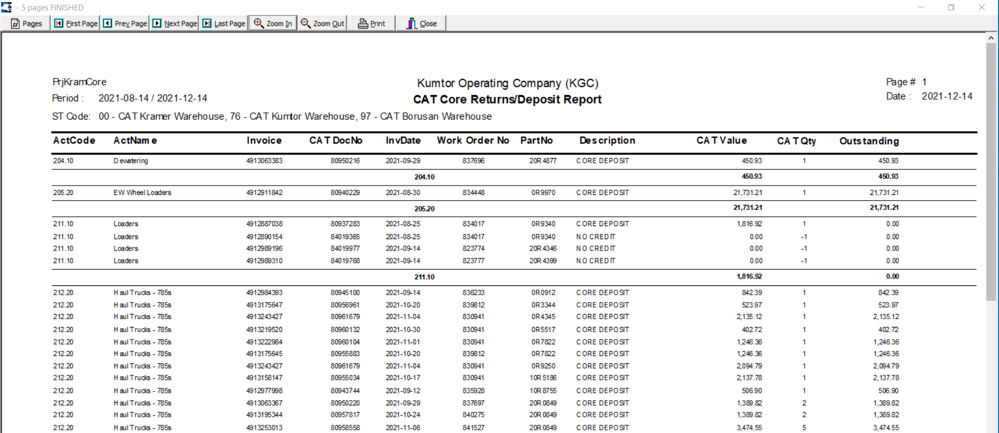 - 5 pages FINISHED
Pages First Page Prev Page Next Page Last Page Zoom In Zoom Out Print Close
PrjKramCore Kumtor Operating Company (KGC) Page # 1
Period : 2021-08-14 / 2021-12-14 CAT Core Returns/Deposit Report Date : 2021-12-14
ST Code: 00 - CAT Kramer Warehouse, 76 - CAT Kumtor Warehouse, 97 - CAT Borusan Warehouse
ActCode ActName Invoice CAT DocNo InvDate Work Order No PartNo Description CAT Value CAT Qty Outstanding
204.10 Dewatering 4913063383 80950216 2021-09-29 837696 20R4877 CORE DEPOSIT 450.93 1 450.93
204.10 450.93 450.93
205.20 EW Wheel Loaders 4912911842 80940229 2021-08-30 834448 0R9970 CORE DEPOSIT 21,731.21 1 21,731.21
205.20 21,731.21 21,731.21
211.10 Loaders 4912887038 80937283 2021-08-25 834017 0R9340 CORE DEPOSIT 1,816.92 1 0.00
211.10 Loaders 4912890154 84019365 2021-08-25 834017 0R9340 NO CREDIT 0.00 -1 0.00
211.10 Loaders 4912989196 84019977 2021-09-14 823774 20R4346 NO CREDIT 0.00 -1 0.00
211.10 Loaders 4912989310 84019768 2021-09-14 823777 20R4399 NO CREDIT 0.00 -1 0.00
211.10 1,816.92 0.00
212.20 Haul Trucks - 785s 4912984393 80945100 2021-09-14 836233 0R0912 CORE DEPOSIT 842.39 1 842.39
212.20 Haul Trucks - 785s 4913175647 80956961 2021-10-20 839812 0R3344 CORE DEPOSIT 523.97 1 523.97
212.20 Haul Trucks - 785s 4913243427 80961679 2021-11-04 830941 0R4345 CORE DEPOSIT 2,135.12 1 2,135.12
212.20 Haul Trucks - 785s 4913219520 80960132 2021-10-30 830941 0R5517 CORE DEPOSIT 402.72 1 402.72
212.20 Haul Trucks - 785s 4913222984 80960104 2021-11-01 830941 0R7822 CORE DEPOSIT 1,246.36 1 1,246.36
212.20 Haul Trucks - 785s 4913175645 80955883 2021-10-20 839812 0R7822 CORE DEPOSIT 1,246.36 1 1,246.36
212.20 Haul Trucks - 785s 4913243427 80961679 2021-11-04 830941 0R9250 CORE DEPOSIT 2,094.79 1 2,094.79
212.20 Haul Trucks - 785s 4913158147 80955034 2021-10-17 830941 10R5186 CORE DEPOSIT 2,137.78 1 2,137.78
212.20 Haul Trucks - 785s 4912977998 80943744 2021-09-12 835928 10R8755 CORE DEPOSIT 506.90 1 506.90
212.20 Haul Trucks - 785s 4913063367 80950220 2021-09-29 837697 20R0849 CORE DEPOSIT 1,389.82 2 1,389.82
212.20 Haul Trucks - 785s 4913195344 80957817 2021-10-24 840275 20R0849 CORE DEPOSIT 1,389.82 2 1,389.82
212.20 Haul Trucks - 785s 4913253013 80958558 2021-11-06 841527 20R0849 CORE DEPOSIT 3,474.55 5 3,474.55